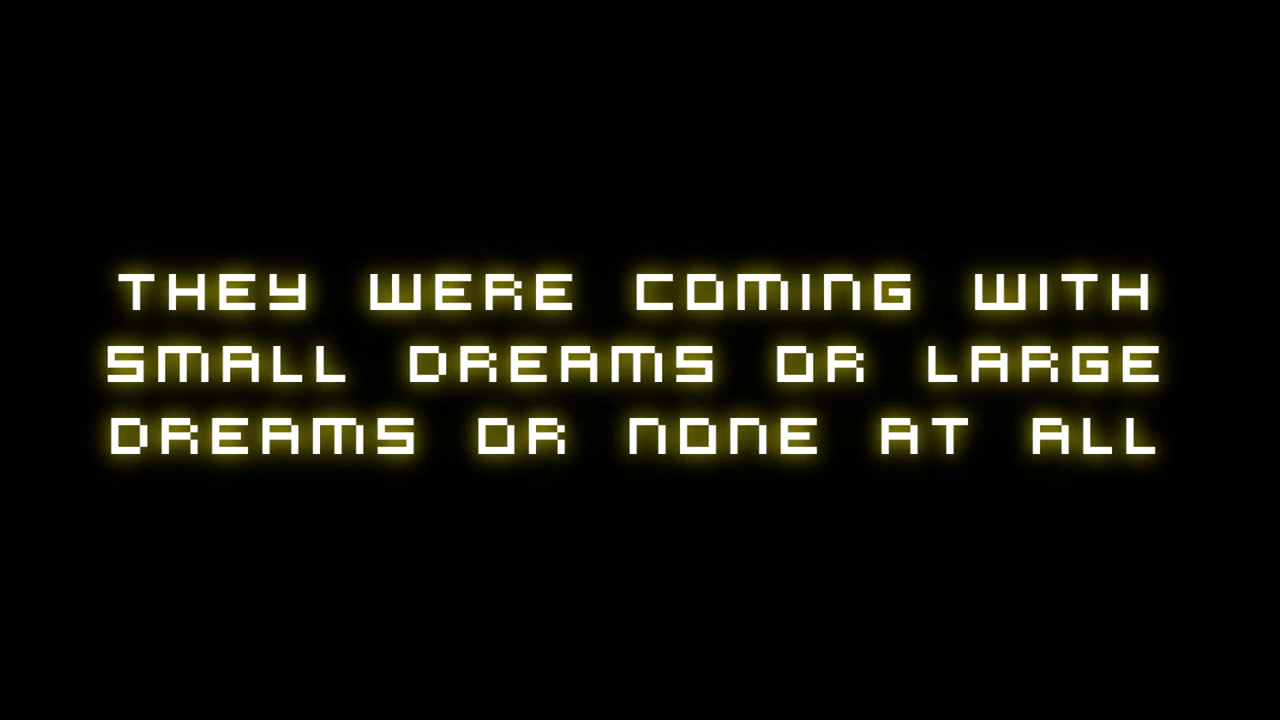 THEY WERE COMING WITH
SMALL DREAMS OR LARGE
DREAMS OR NONE AT ALL